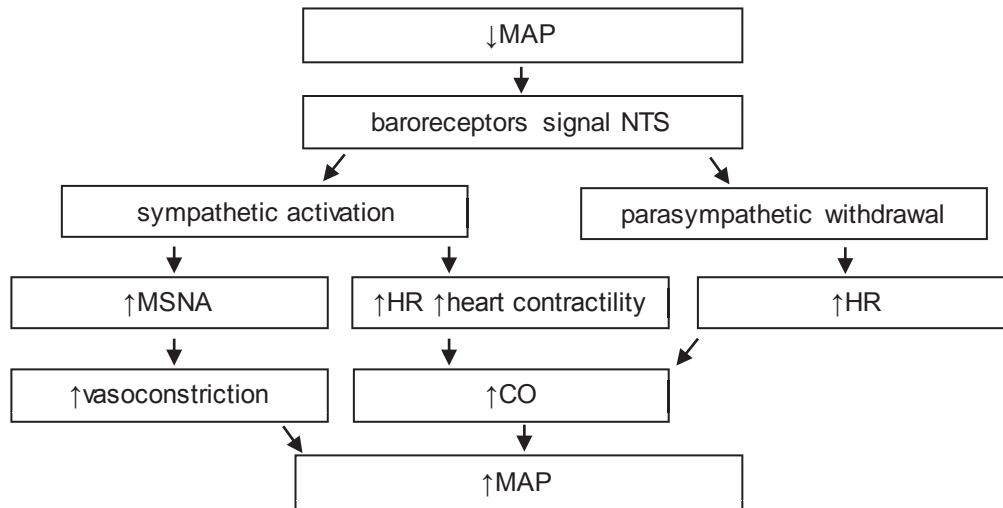 ↓MAP
baroreceptors signal NTS
sympathetic activation
parasympathetic withdrawal
↑MSNA
↑HR ↑heart contractility
↑HR
↑vasoconstriction
↑CO
↑MAP